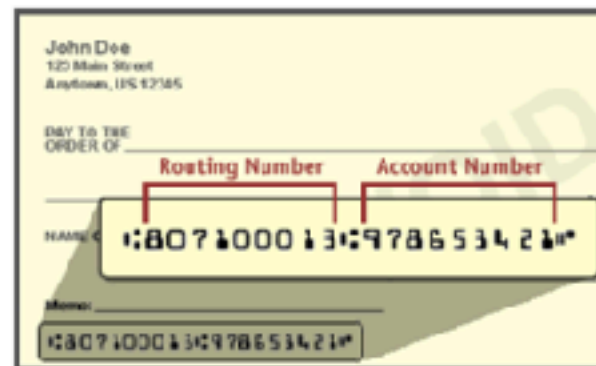 John Doe
123 Main Street
Anytown, US 12345
PAY TO THE
ORDER OF
Routing Number Account Number
⑆807100013⑆978653421⑈
Memo:
⑆807100013⑆978653421⑈